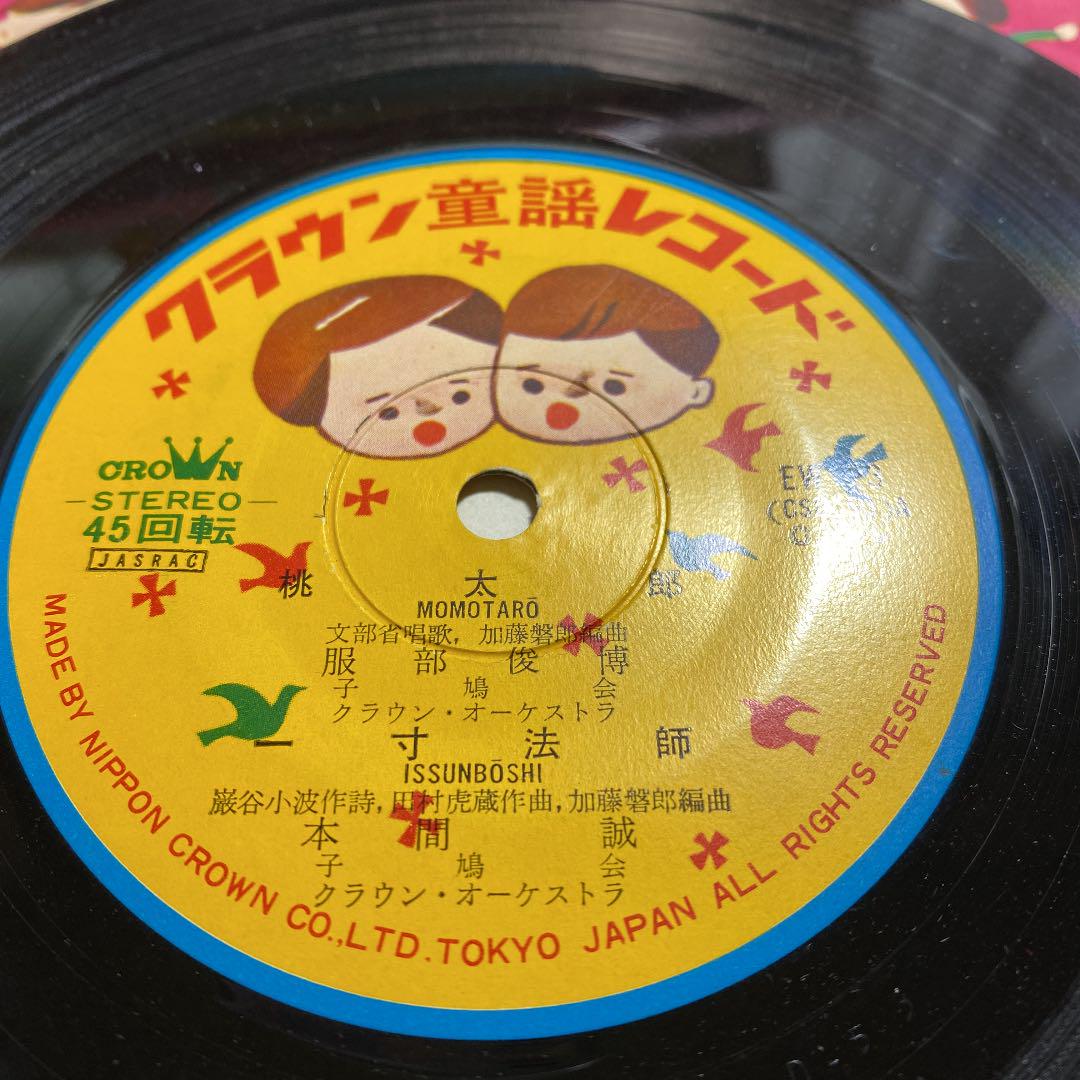 クラウン童謡レコード
CROWN
-STEREO-
45回転
JASRAC
桃太郎
MOMOTARŌ
文部省唱歌, 加藤磐郎編曲
服部俊博
子鳩会
クラウン・オーケストラ
一寸法師
ISSUNBŌSHI
巌谷小波作詩, 田村虎蔵作曲, 加藤磐郎編曲
本間誠
子鳩会
クラウン・オーケストラ
MADE BY NIPPON CROWN CO., LTD. TOKYO JAPAN ALL RIGHTS RESERVED